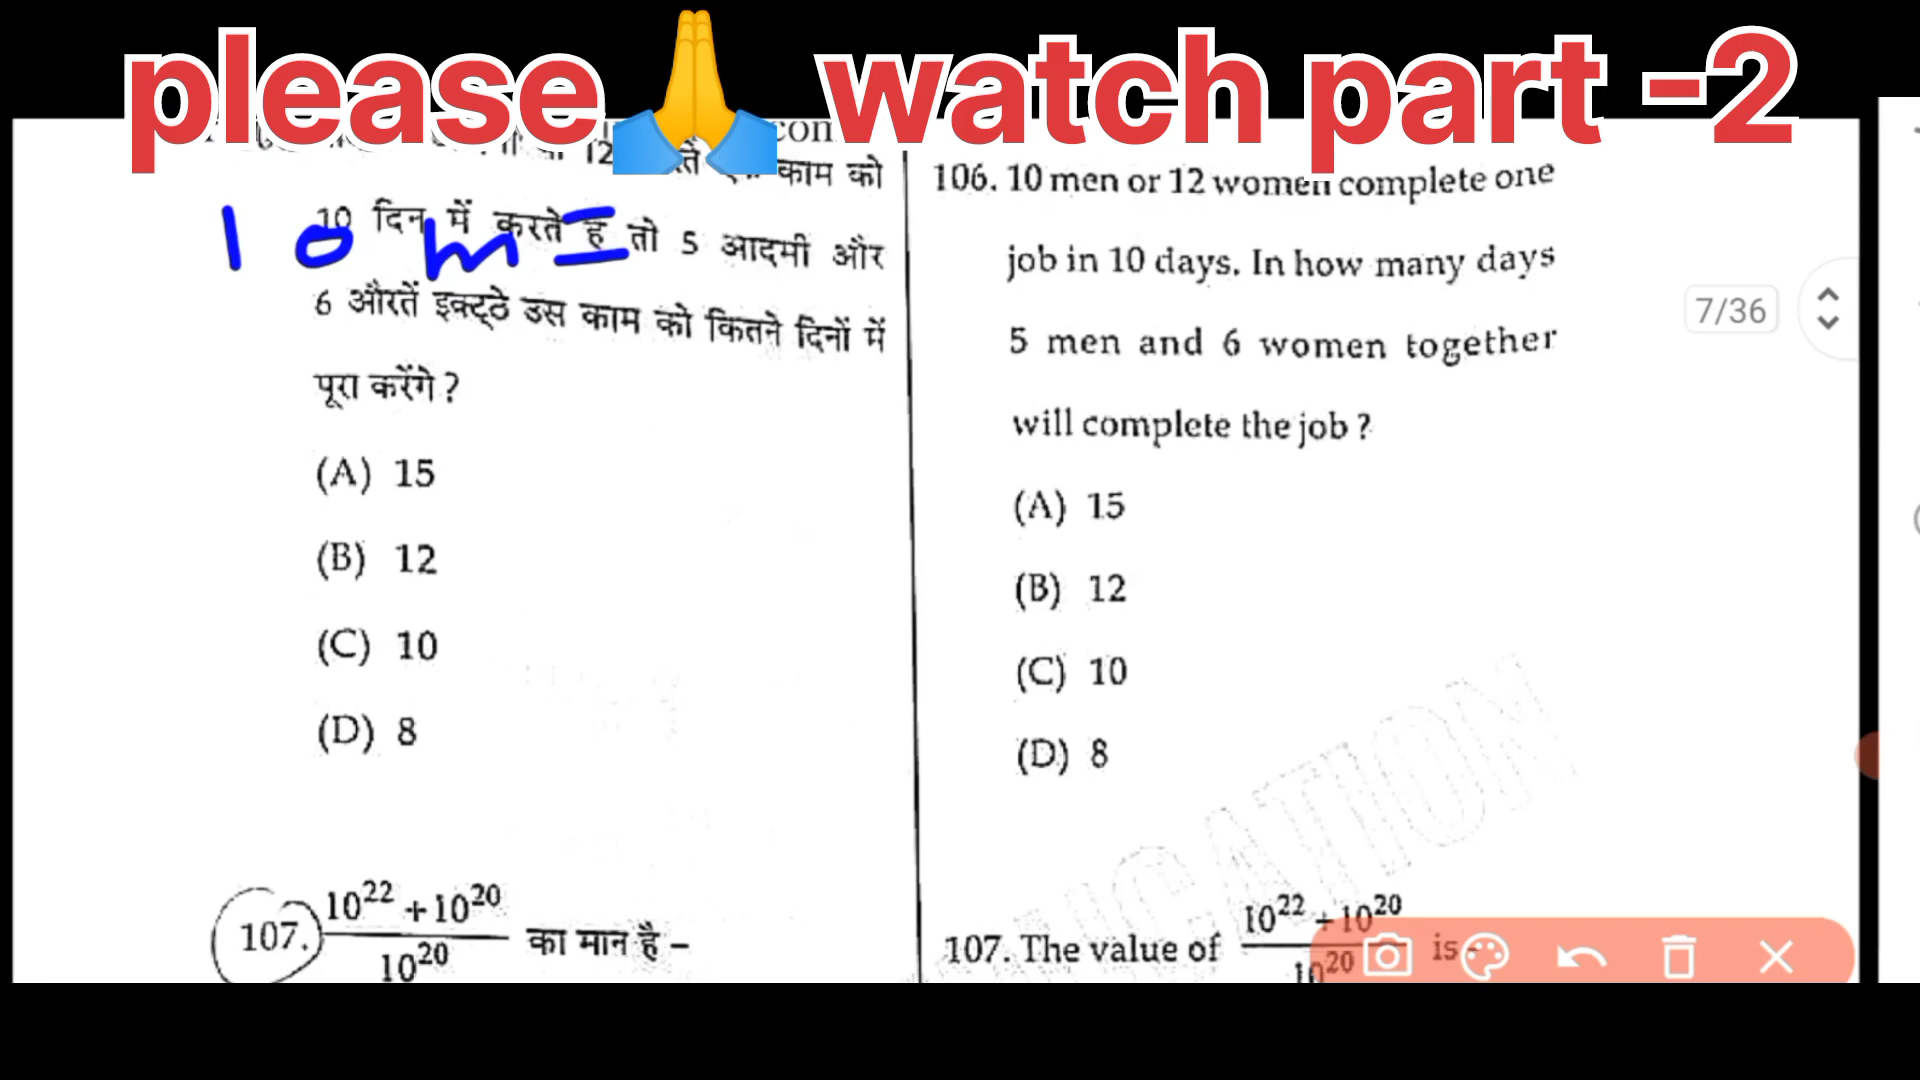 please🙏 watch part -2
12 काम को
10 दिन में करते है तो 5 आदमी और
6 औरतें इक्ट्ठे उस काम को कितने दिनों में
पूरा करेंगे ?
(A) 15
(B) 12
(C) 10
(D) 8
107. 10²² + 10²⁰ / 10²⁰ का मान है –
10 m =
106. 10 men or 12 women complete one
job in 10 days. In how many days
5 men and 6 women together
will complete the job ?
(A) 15
(B) 12
(C) 10
(D) 8
107. The value of 10²² + 10²⁰ / 10²⁰ is -
7/36